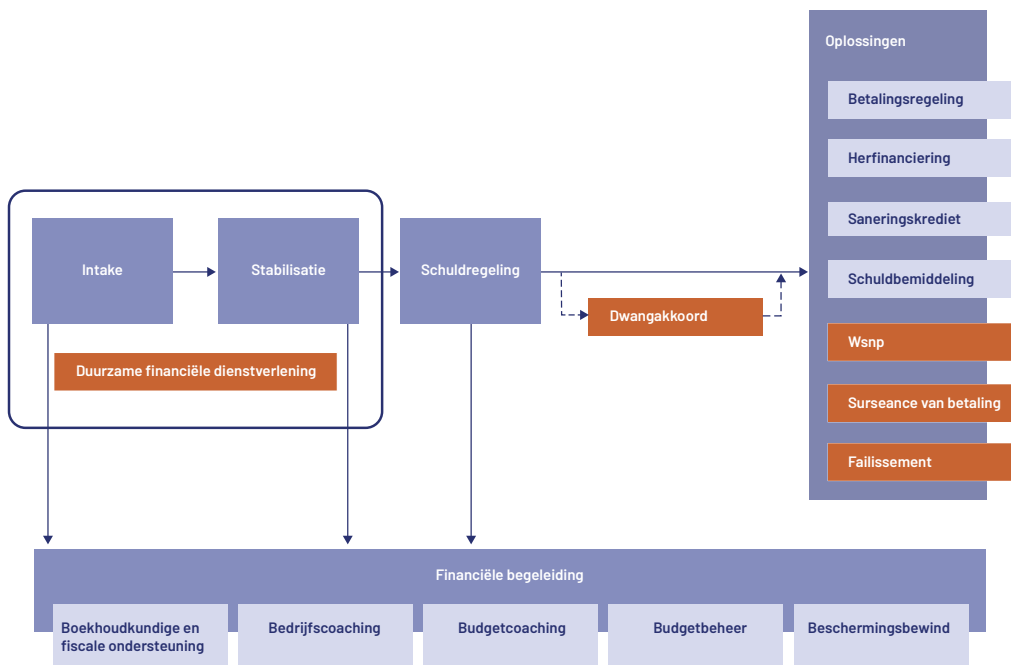 Oplossingen
Betalingsregeling
Herfinanciering
Saneringskrediet
Schuldbemiddeling
Wsnp
Surseance van betaling
Failissement
Intake
Stabilisatie
Schuldregeling
Dwangakkoord
Duurzame financiële dienstverlening
Financiële begeleiding
Boekhoudkundige en
fiscale ondersteuning
Bedrijfscoaching
Budgetcoaching
Budgetbeheer
Beschermingsbewind